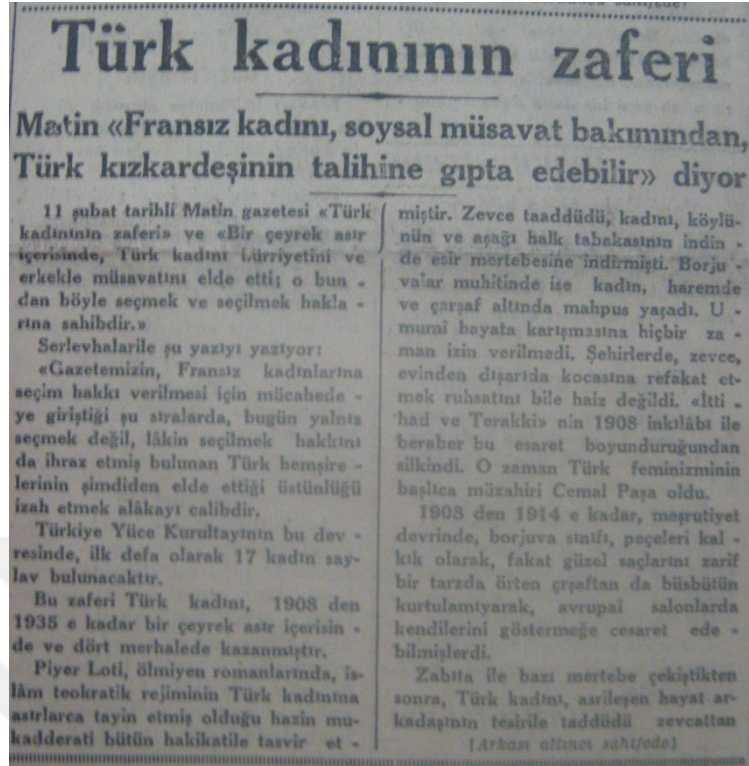 Türk kadınının zaferi
Matin «Fransız kadını, soysal müsavat bakımından,
Türk kızkardeşinin talihine gıpta edebilir» diyor
11 şubat tarihli Matin gazetesi «Türk
kadınının zaferi» ve «Bir çeyrek asır
içerisinde, Türk kadını Lürriyetini ve
erkekle müsavatını elde etti; o bun -
dan böyle seçmek ve seçilmek hakla -
rına sahibdir.»
Serlevhalarile şu yazıyı yazıyor:
«Gazetemizin, Fransız kadınlarına
seçim hakkı verilmesi için mücahede -
ye giriştiği şu sıralarda, bugün yalnız
seçmek değil, lâkin seçilmek hakkını
da ihraz etmiş bulunan Türk hemşire -
lerinin şimdiden elde ettiği üstünlüğü
izah etmek alâkayı calibdir.
Türkiye Yüce Kurultayının bu dev -
resinde, ilk defa olarak 17 kadın say-
lav bulunacaktır.
Bu zaferi Türk kadını, 1908 den
1935 e kadar bir çeyrek asır içerisin -
de ve dört merhalede kazanmıştır.
Piyer Loti, ölmiyen romanlarında, is-
lâm teokratik rejiminin Türk kadınına
asırlarca tayin etmiş olduğu hazin mu-
kadderati bütün hakikatile tasvir et -
miştir. Zevce taaddüdü, kadını, köylü-
nün ve aşağı halk tabakasının indin -
de esir mertebesine indirmişti. Borju -
valar muhitinde ise kadın, haremde
ve çarşaf altında mahpus yaşadı. U -
mumî hayata karışmasına hiçbir za -
man izin verilmedi. Şehirlerde, zevce,
evinden dışarıda kocasına refakat et-
mek ruhsatını bile haiz değildi. «İtti -
had ve Terakki» nin 1908 inkılâbı ile
beraber bu esaret boyunduruğundan
silkindi. O zaman Türk feminizminin
başlıca müzahiri Cemal Paşa oldu.
1908 den 1914 e kadar, meşrutiyet
devrinde, borjuva sınıfı, peçeleri kal -
kık olarak, fakat güzel saçlarını zarif
bir tarzda örten çrşaftan da büsbütün
kurtulamıyarak, avrupaî salonlarda
kendilerini göstermeğe cesaret ede -
bilmişlerdi.
Zabıta ile bazı mertebe çekiştikten
sonra, Türk kadını, asrileşen hayat ar-
kadaşının tesirile taddüdü zevcattan
[Arkası altıncı sahifede]